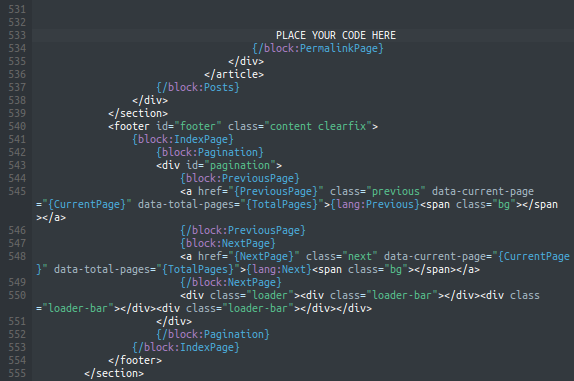 531
532
533 PLACE YOUR CODE HERE
534 {/block:PermalinkPage}
535 </div>
536 </article>
537 {/block:Posts}
538 </div>
539 </section>
540 <footer id="footer" class="content clearfix">
541 {block:IndexPage}
542 {block:Pagination}
543 <div id="pagination">
544 {block:PreviousPage}
545 <a href="{PreviousPage}" class="previous" data-current-page
="{CurrentPage}" data-total-pages="{TotalPages}">{lang:Previous}<span class="bg"></span
></a>
546 {/block:PreviousPage}
547 {block:NextPage}
548 <a href="{NextPage}" class="next" data-current-page="{CurrentPage
}" data-total-pages="{TotalPages}">{lang:Next}<span class="bg"></span></a>
549 {/block:NextPage}
550 <div class="loader"><div class="loader-bar"></div><div class
="loader-bar"></div><div class="loader-bar"></div></div>
551 </div>
552 {/block:Pagination}
553 {/block:IndexPage}
554 </footer>
555 </section>